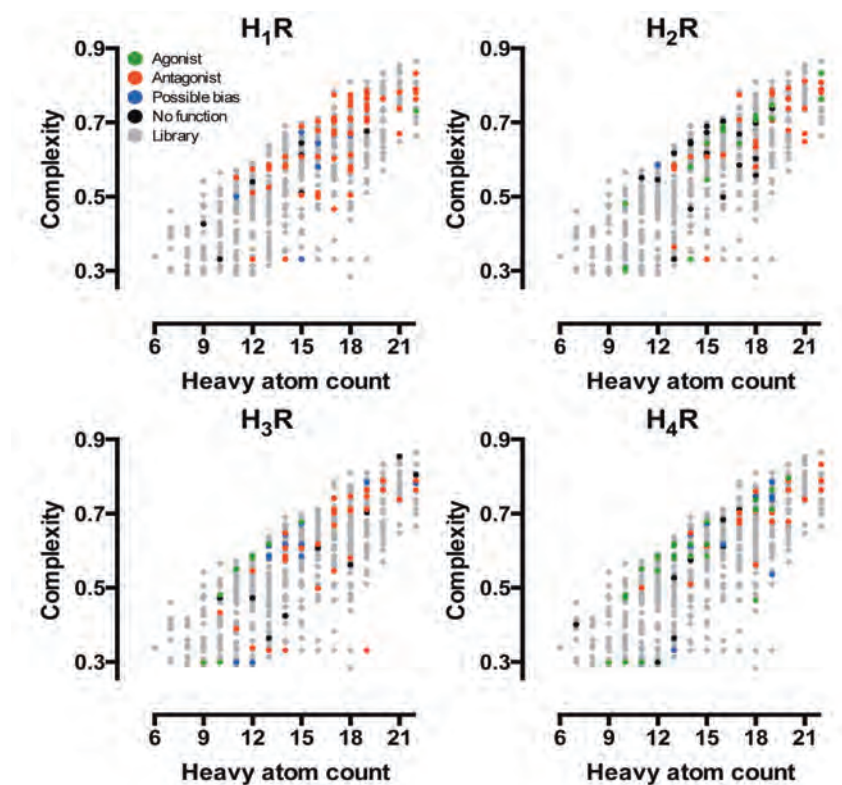 H₁R
0.9
0.7
0.5
0.3
Complexity
Agonist
Antagonist
Possible bias
No function
Library
6 9 12 15 18 21
Heavy atom count
H₂R
0.9
0.7
0.5
0.3
Complexity
6 9 12 15 18 21
Heavy atom count
H₃R
0.9
0.7
0.5
0.3
Complexity
6 9 12 15 18 21
Heavy atom count
H₄R
0.9
0.7
0.5
0.3
Complexity
6 9 12 15 18 21
Heavy atom count